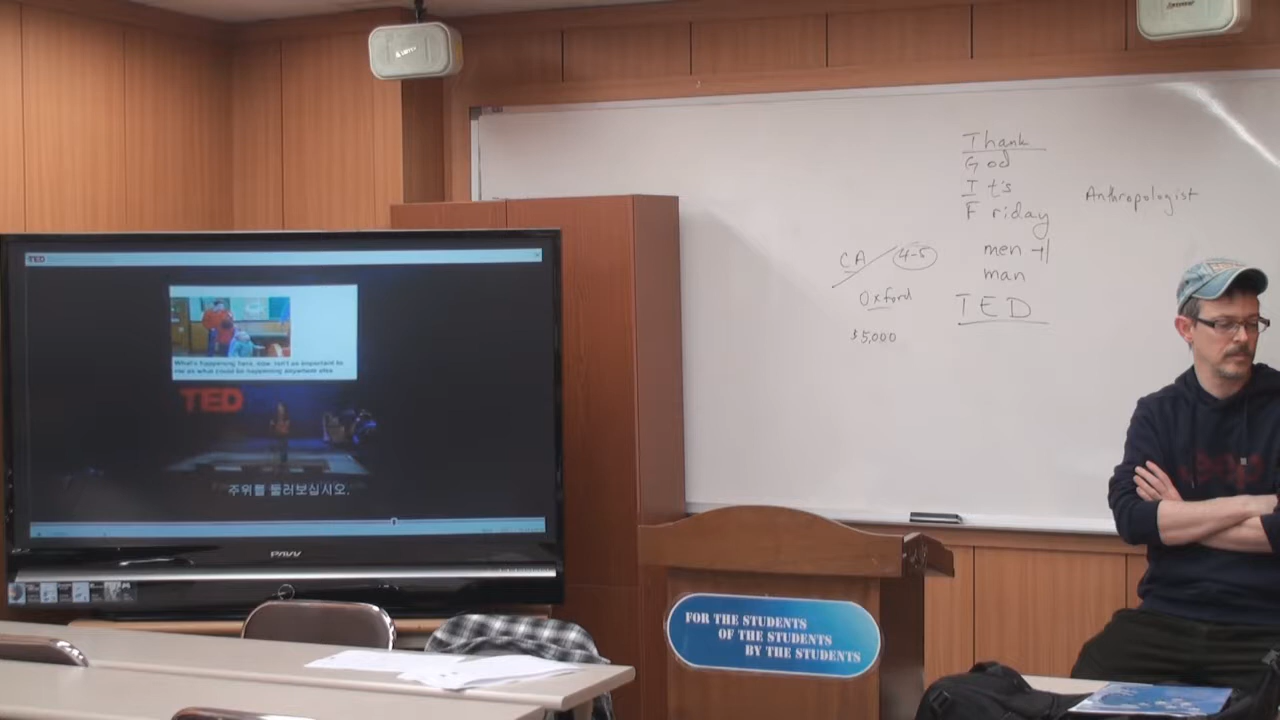 Thank
God
It's
Friday
men
man
TED
Anthropologist
CA 4-5
Oxford
$5,000
TED
What's happening here, now, isn't as important to
me as what could be happening anywhere else
TED
주위를 둘러보십시오.
PAVV
FOR THE STUDENTS
OF THE STUDENTS
BY THE STUDENTS